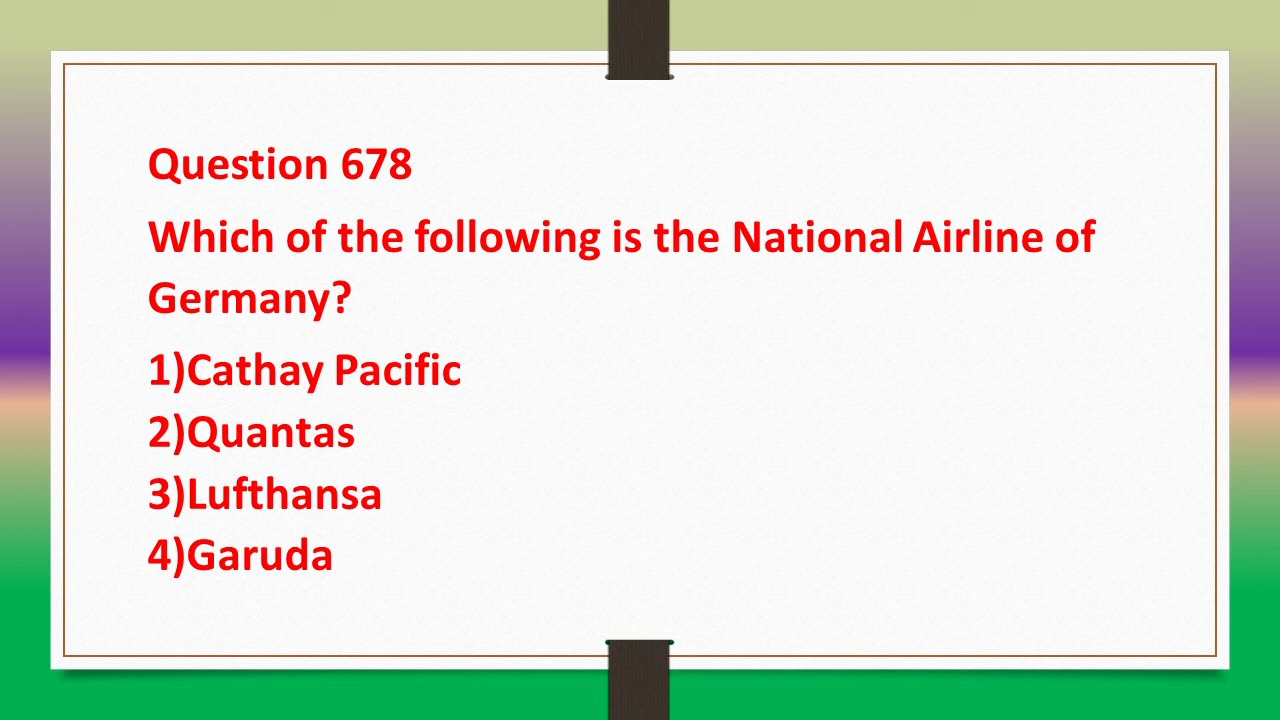 Question 678
Which of the following is the National Airline of
Germany?
1)Cathay Pacific
2)Quantas
3)Lufthansa
4)Garuda